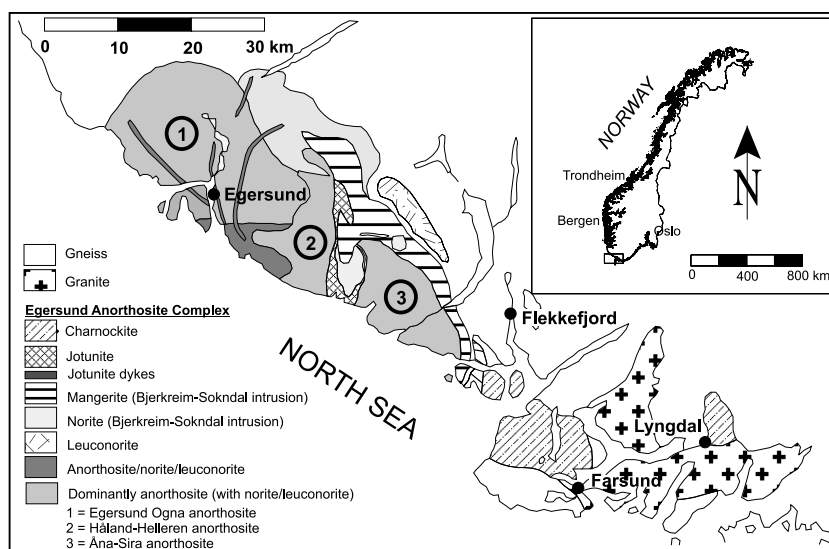 0 10 20 30 km
1
Egersund
2
3
Flekkefjord
NORTH SEA
Lyngdal
Farsund
NORWAY
Trondheim
Bergen
Oslo
N
0 400 800 km
Gneiss
Granite
Egersund Anorthosite Complex
Charnockite
Jotunite
Jotunite dykes
Mangerite (Bjerkreim-Sokndal intrusion)
Norite (Bjerkreim-Sokndal intrusion)
Leuconorite
Anorthosite/norite/leuconorite
Dominantly anorthosite (with norite/leuconorite)
1 = Egersund Ogna anorthosite
2 = Håland-Helleren anorthosite
3 = Åna-Sira anorthosite